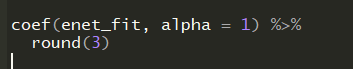 coef(enet_fit, alpha = 1) %>%
  round(3)